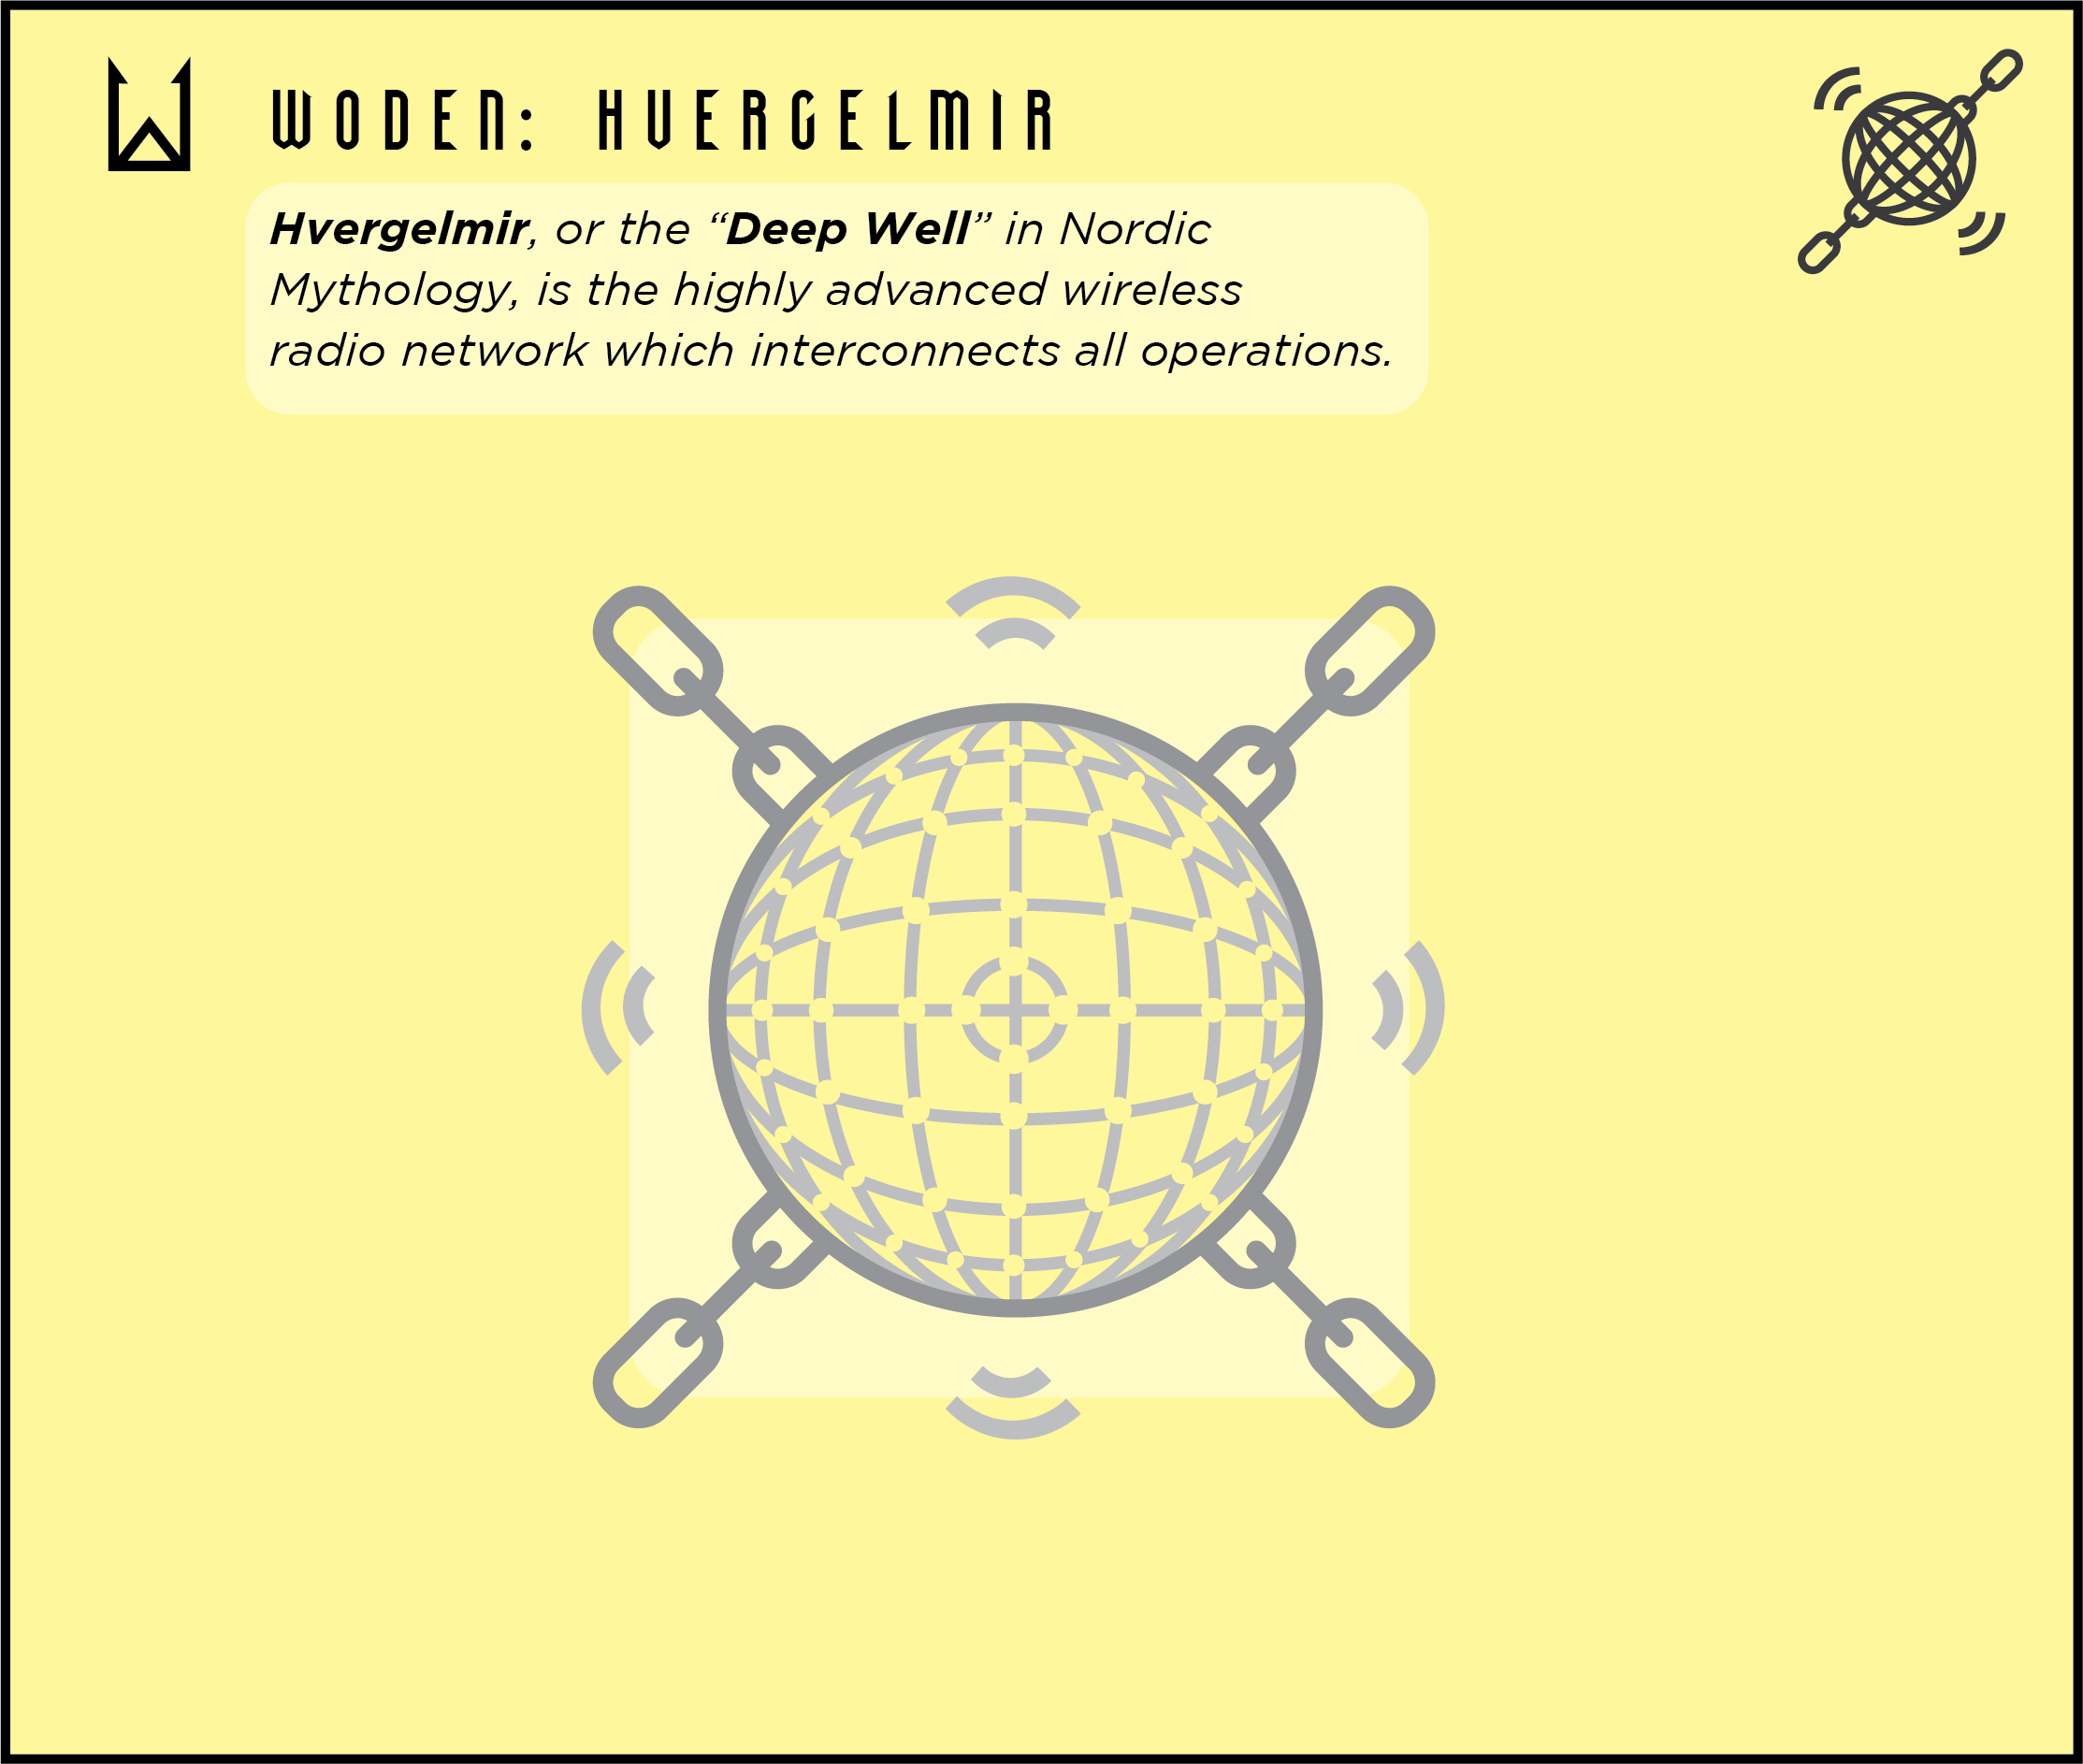 WODEN: HVERGELMIR
Hvergelmir, or the “Deep Well” in Nordic
Mythology, is the highly advanced wireless
radio network which interconnects all operations.